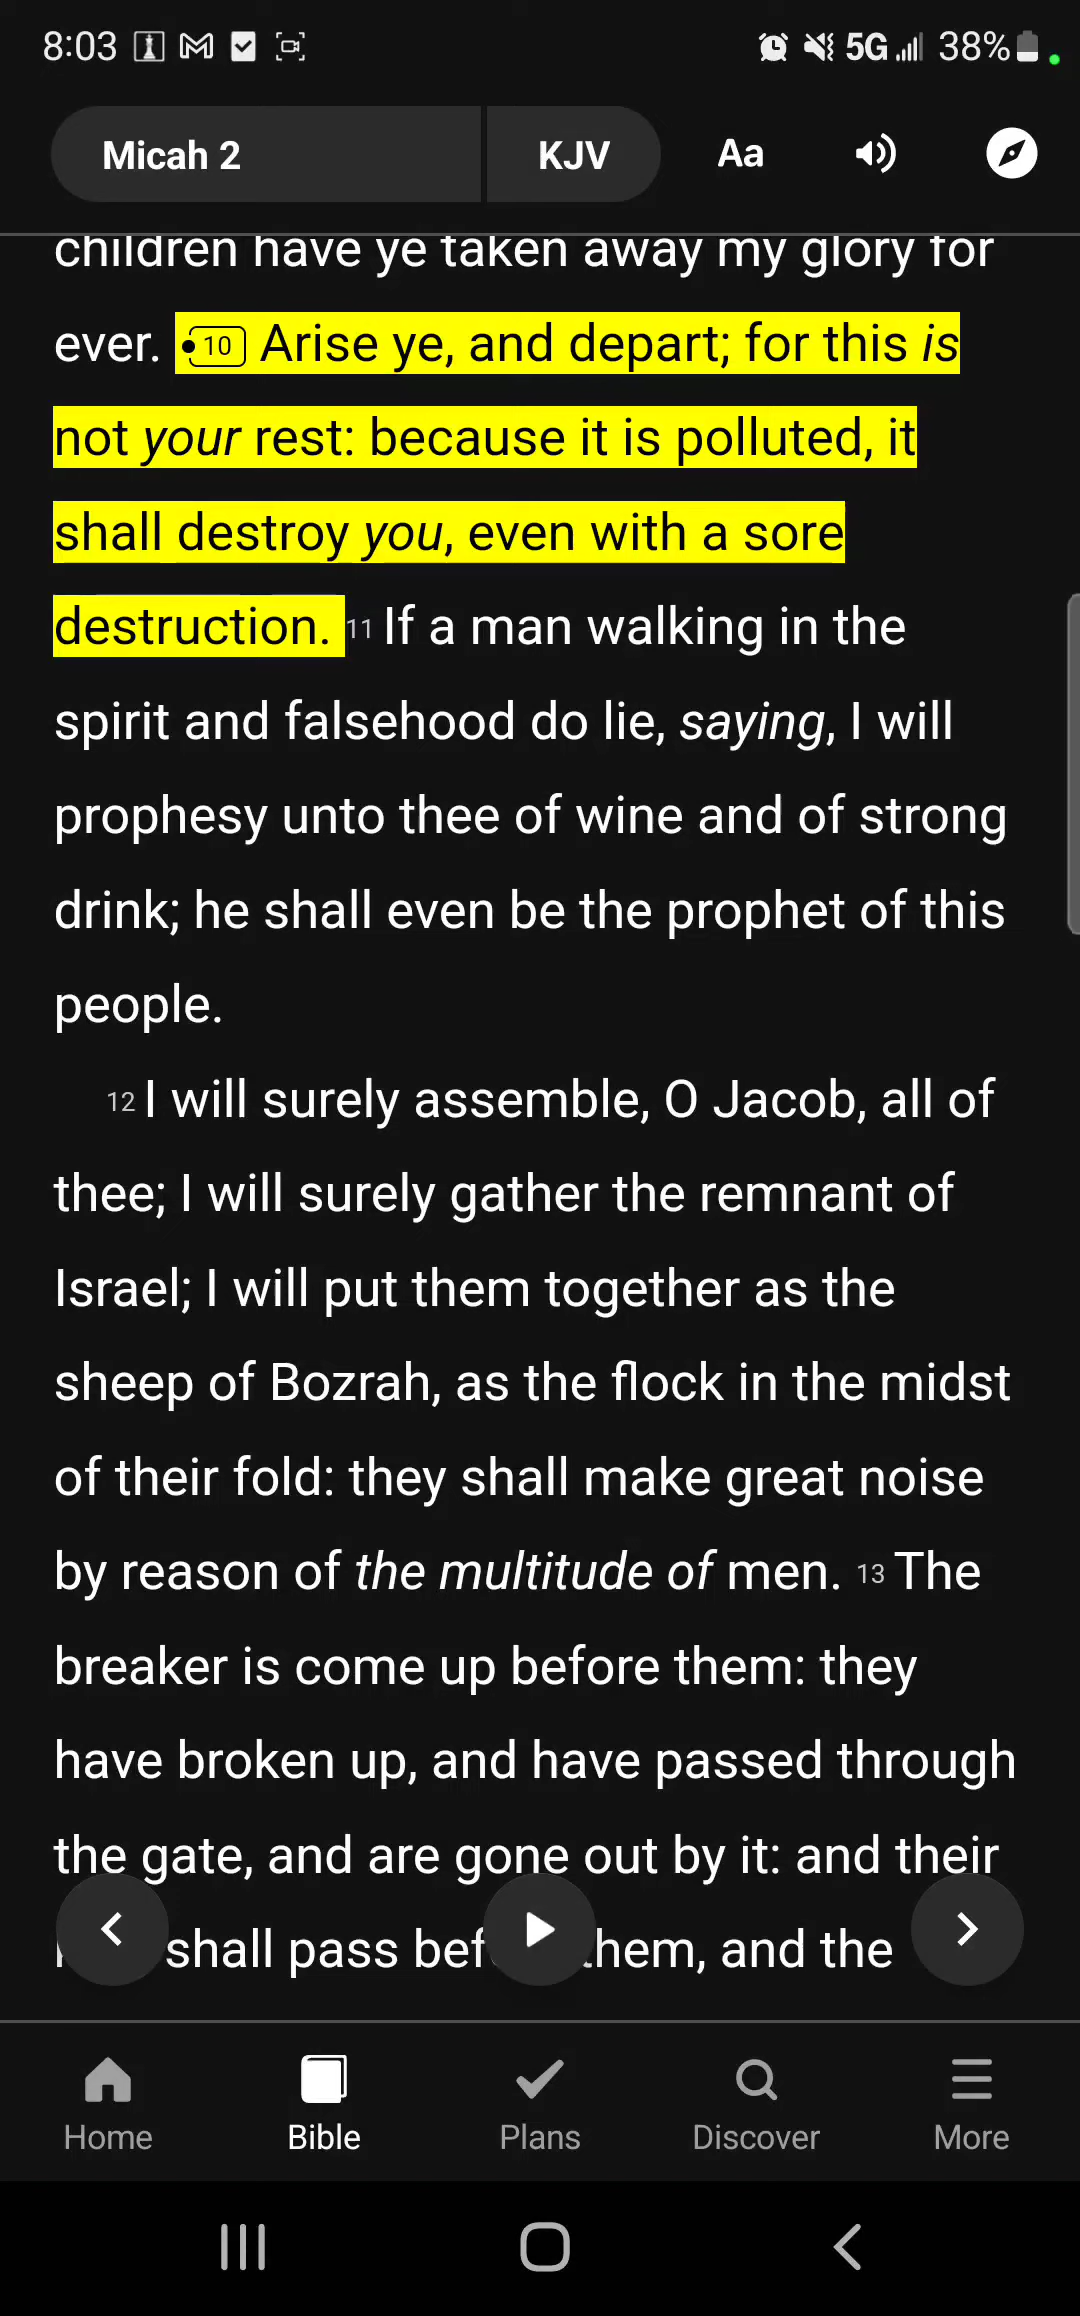 8:03 5G 38%
Micah 2 KJV Aa
children have ye taken away my glory for
ever. 10 Arise ye, and depart; for this is
not your rest: because it is polluted, it
shall destroy you, even with a sore
destruction. 11 If a man walking in the
spirit and falsehood do lie, saying, I will
prophesy unto thee of wine and of strong
drink; he shall even be the prophet of this
people.
12 I will surely assemble, O Jacob, all of
thee; I will surely gather the remnant of
Israel; I will put them together as the
sheep of Bozrah, as the flock in the midst
of their fold: they shall make great noise
by reason of the multitude of men. 13 The
breaker is come up before them: they
have broken up, and have passed through
the gate, and are gone out by it: and their
shall pass bef hem, and the
Home Bible Plans Discover More